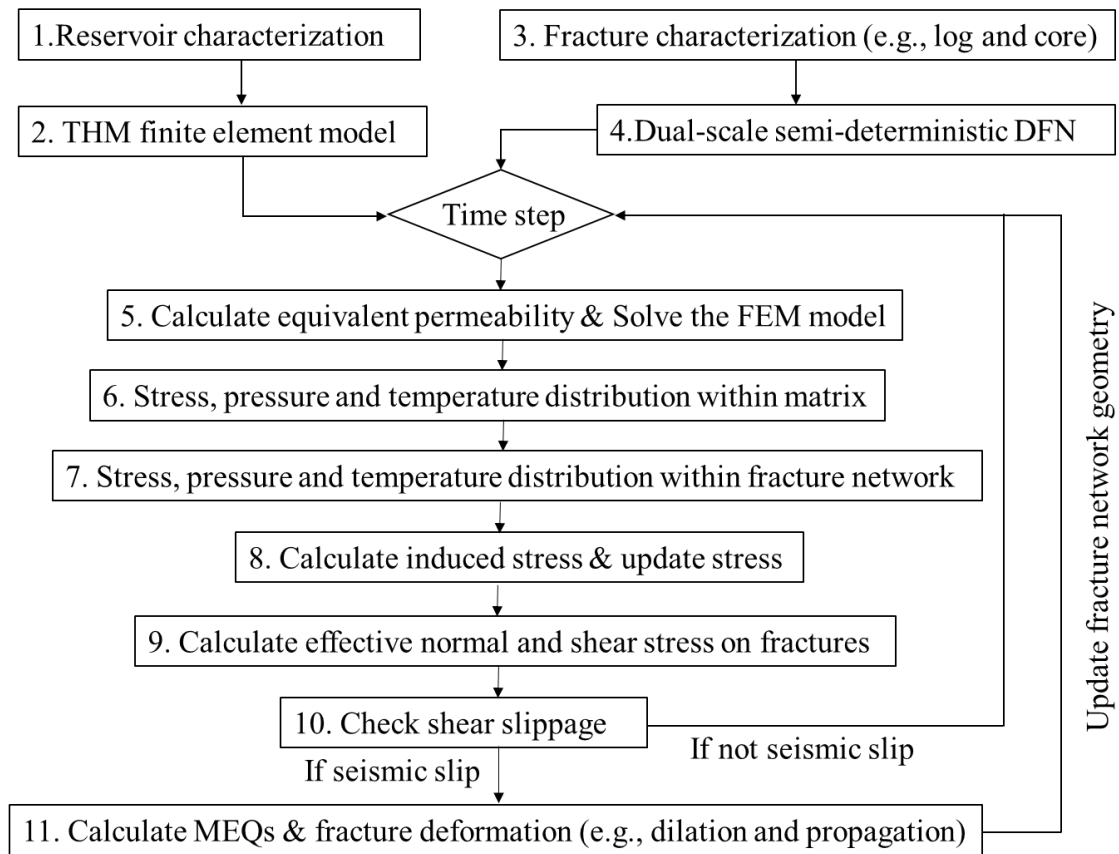 1.Reservoir characterization
3. Fracture characterization (e.g., log and core)
2. THM finite element model
4.Dual-scale semi-deterministic DFN
Time step
5. Calculate equivalent permeability & Solve the FEM model
6. Stress, pressure and temperature distribution within matrix
7. Stress, pressure and temperature distribution within fracture network
8. Calculate induced stress & update stress
9. Calculate effective normal and shear stress on fractures
10. Check shear slippage
If not seismic slip
If seismic slip
11. Calculate MEQs & fracture deformation (e.g., dilation and propagation)
Update fracture network geometry